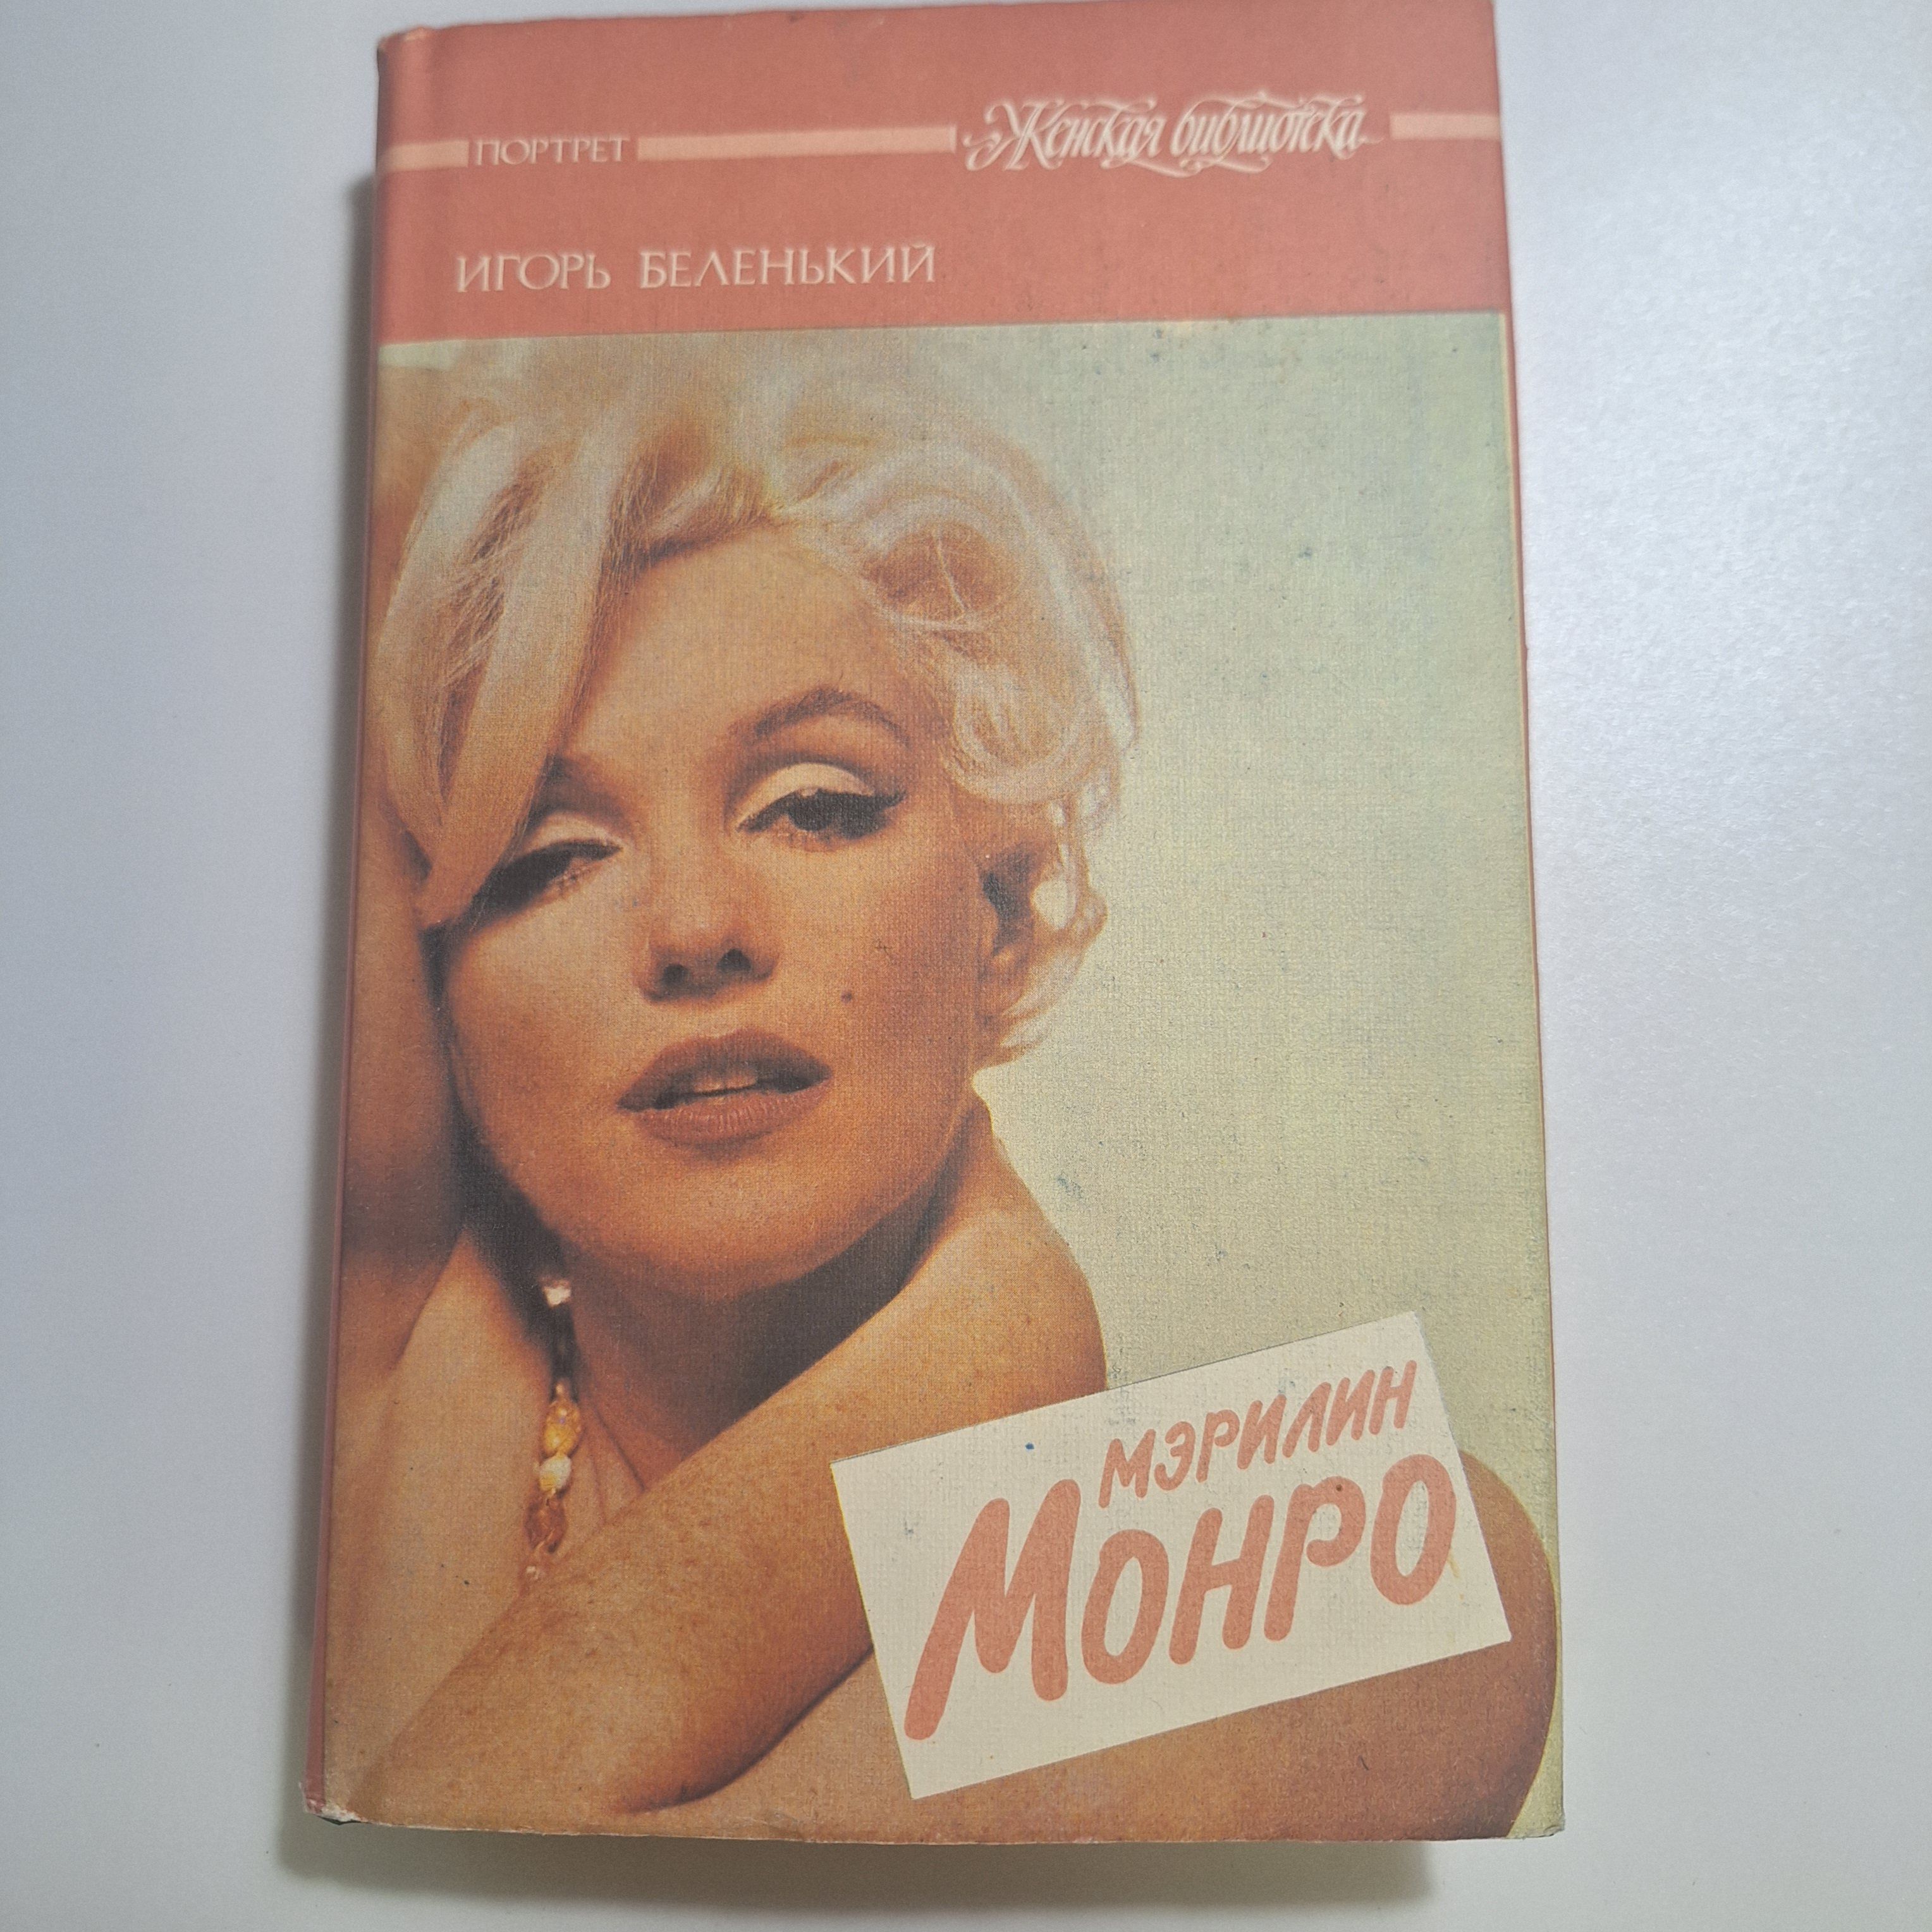 ПОРТРЕТ
Женская библиотека
ИГОРЬ БЕЛЕНЬКИЙ
МЭРИЛИН
МОНРО